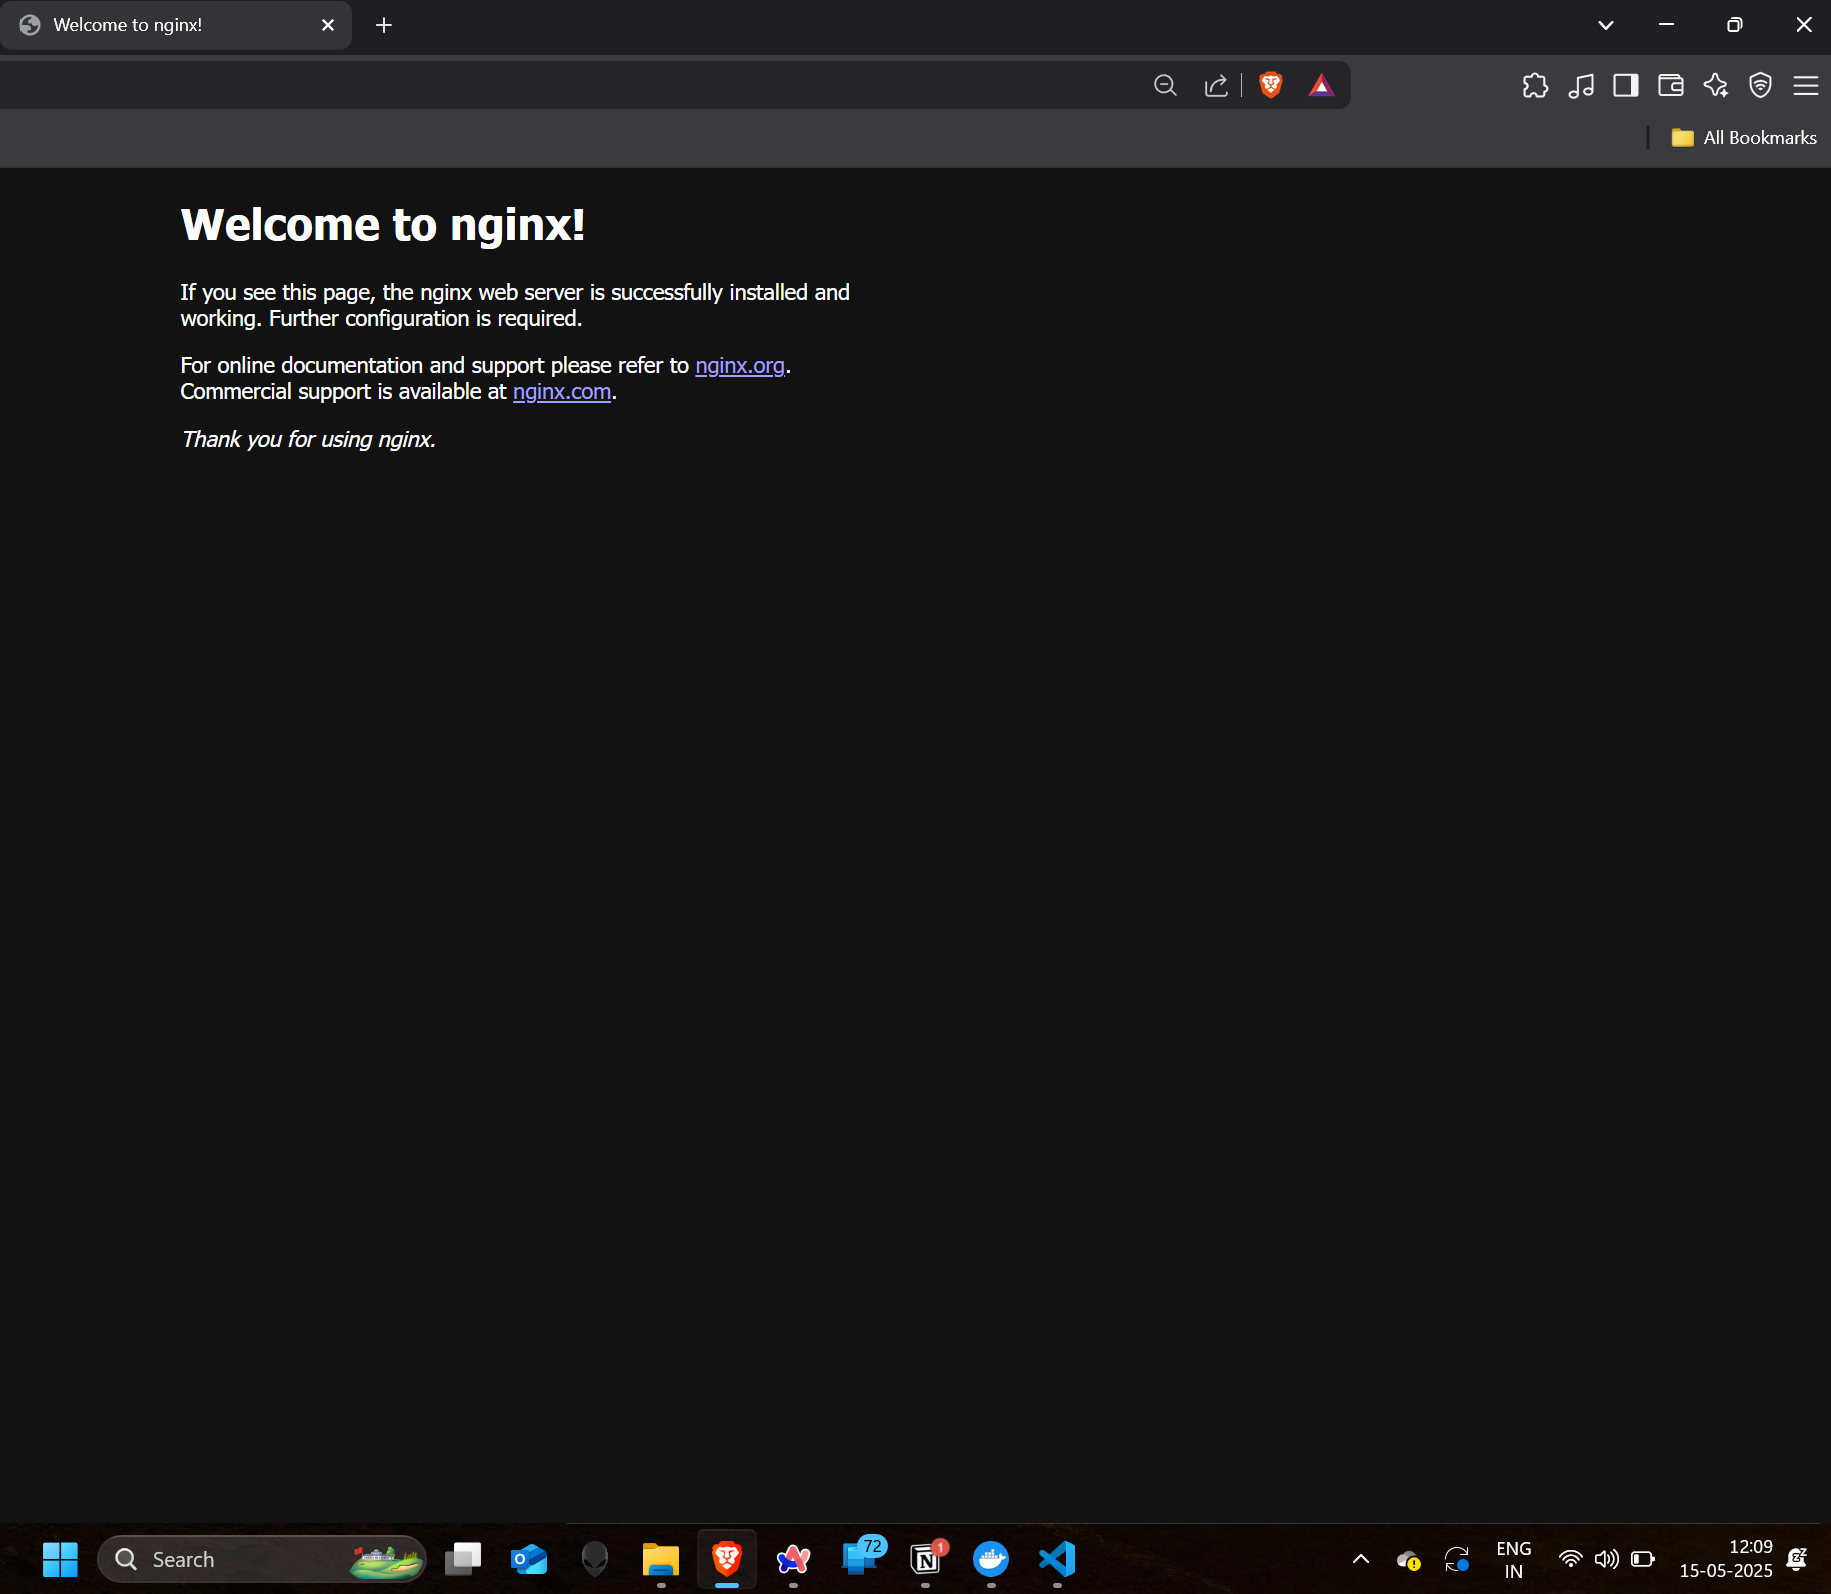 Welcome to nginx!
All Bookmarks
Welcome to nginx!
If you see this page, the nginx web server is successfully installed and
working. Further configuration is required.
For online documentation and support please refer to nginx.org.
Commercial support is available at nginx.com.
Thank you for using nginx.
Search
72
1
ENG
IN
12:09
15-05-2025